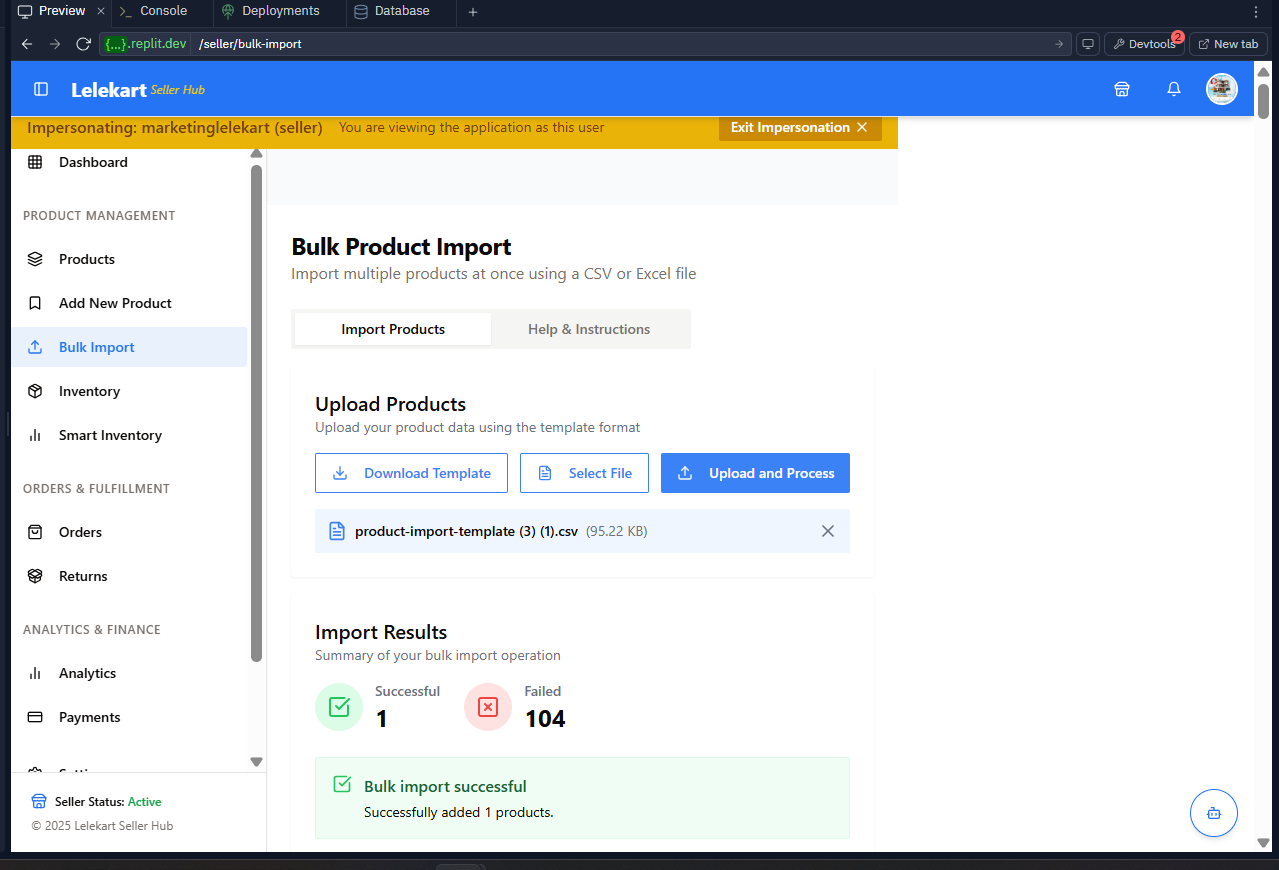 Preview Console Deployments Database
{...}.replit.dev /seller/bulk-import Devtools 2 New tab
Lelekart Seller Hub
Impersonating: marketinglelekart (seller) You are viewing the application as this user Exit Impersonation
Dashboard
PRODUCT MANAGEMENT
Products
Add New Product
Bulk Import
Inventory
Smart Inventory
ORDERS & FULFILLMENT
Orders
Returns
ANALYTICS & FINANCE
Analytics
Payments
Seller Status: Active
© 2025 Lelekart Seller Hub
Bulk Product Import
Import multiple products at once using a CSV or Excel file
Import Products Help & Instructions
Upload Products
Upload your product data using the template format
Download Template Select File Upload and Process
product-import-template (3) (1).csv (95.22 KB)
Import Results
Summary of your bulk import operation
Successful Failed
1 104
Bulk import successful
Successfully added 1 products.